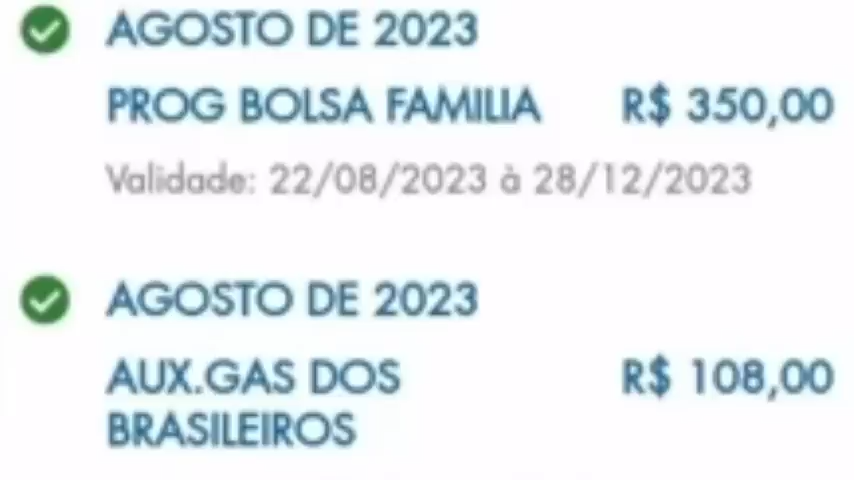 AGOSTO DE 2023
PROG BOLSA FAMILIA R$ 350,00
Validade: 22/08/2023 à 28/12/2023
AGOSTO DE 2023
AUX.GAS DOS R$ 108,00
BRASILEIROS